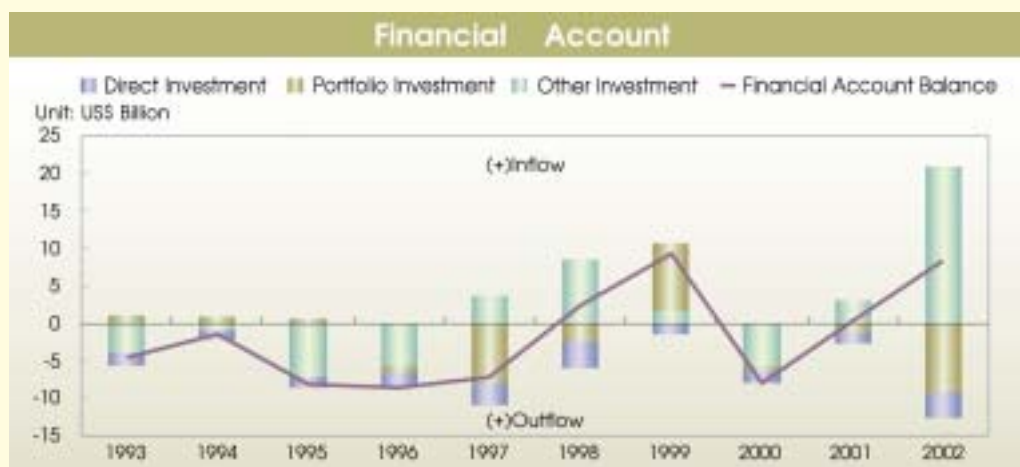 Financial Account
Direct Investment Portfolio Investment Other Investment Financial Account Balance
Unit: US$ Billion
25
20
15
10
5
0
-5
-10
-15
(+)Inflow
(+)Outflow
1993 1994 1995 1996 1997 1998 1999 2000 2001 2002